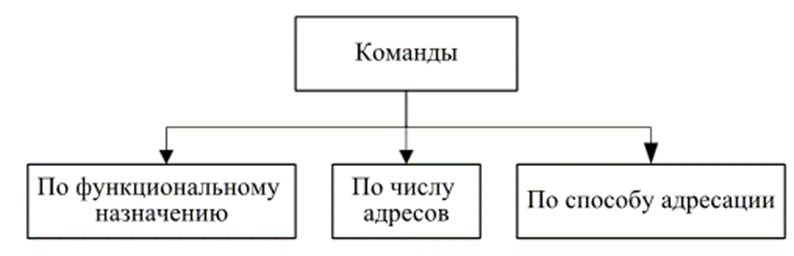 Команды
По функциональному
назначению
По числу
адресов
По способу адресации